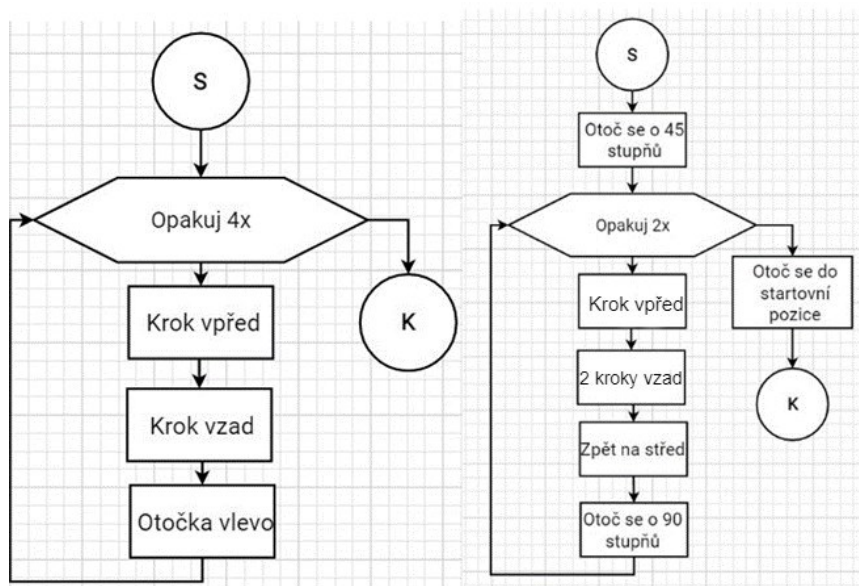 S
Opakuj 4x
Krok vpřed
Krok vzad
Otočka vlevo
K
S
Otoč se o 45
stupňů
Opakuj 2x
Krok vpřed
2 kroky vzad
Zpět na střed
Otoč se o 90
stupňů
Otoč se do
startovní
pozice
K